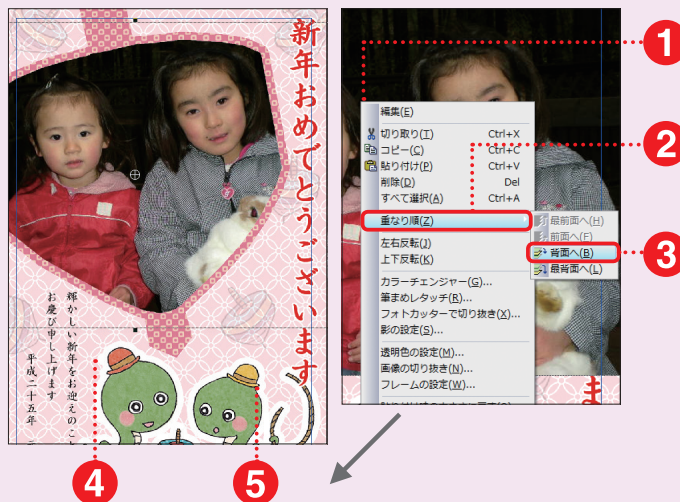 新年おめでとうございます
輝かしい新年をお迎えのこと
お慶び申し上げます
平成二十五年
1
編集(E)
切り取り(T) Ctrl+X
2
コピー(C) Ctrl+C
貼り付け(P) Ctrl+V
削除(D) Del
すべて選択(A) Ctrl+A
重なり順(Z)
最前面へ(H)
前面へ(F)
背面へ(B)
3
最背面へ(L)
左右反転(J)
上下反転(K)
カラーチェンジャー(G)...
筆まめレタッチ(R)...
フォトカッターで切り抜き(X)...
影の設定(S)...
透明色の設定(M)...
画像の切り抜き(N)...
フレームの設定(W)...
ま
4
5